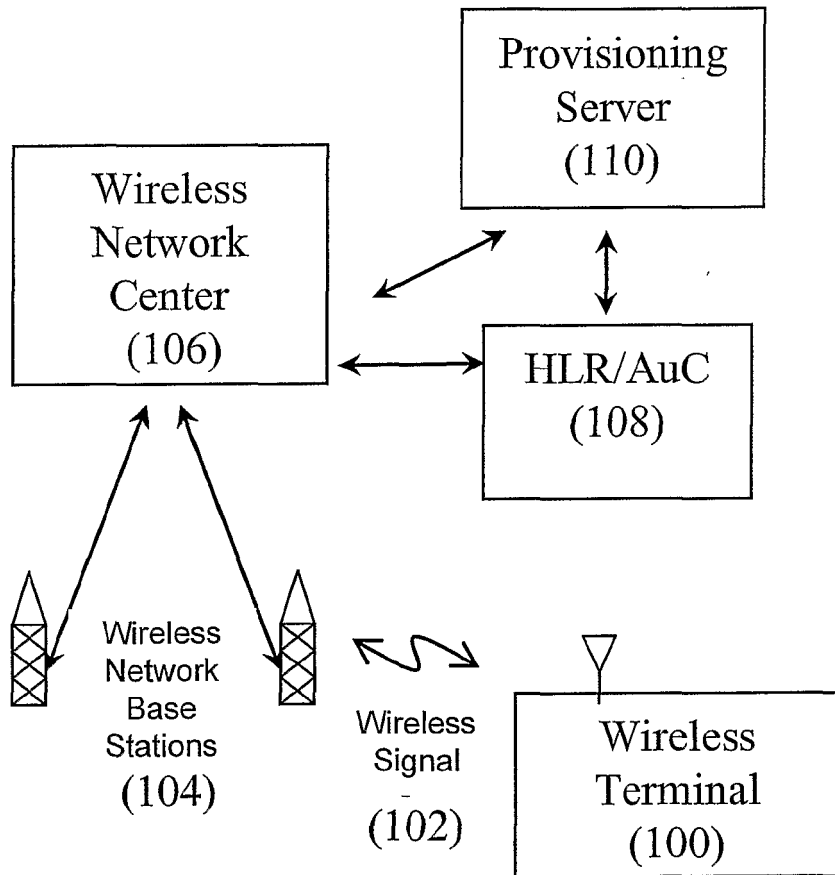 Provisioning
Server
(110)
Wireless
Network
Center
(106)
HLR/AuC
(108)
Wireless
Network
Base
Stations
(104)
Wireless
Signal
(102)
Wireless
Terminal
(100)